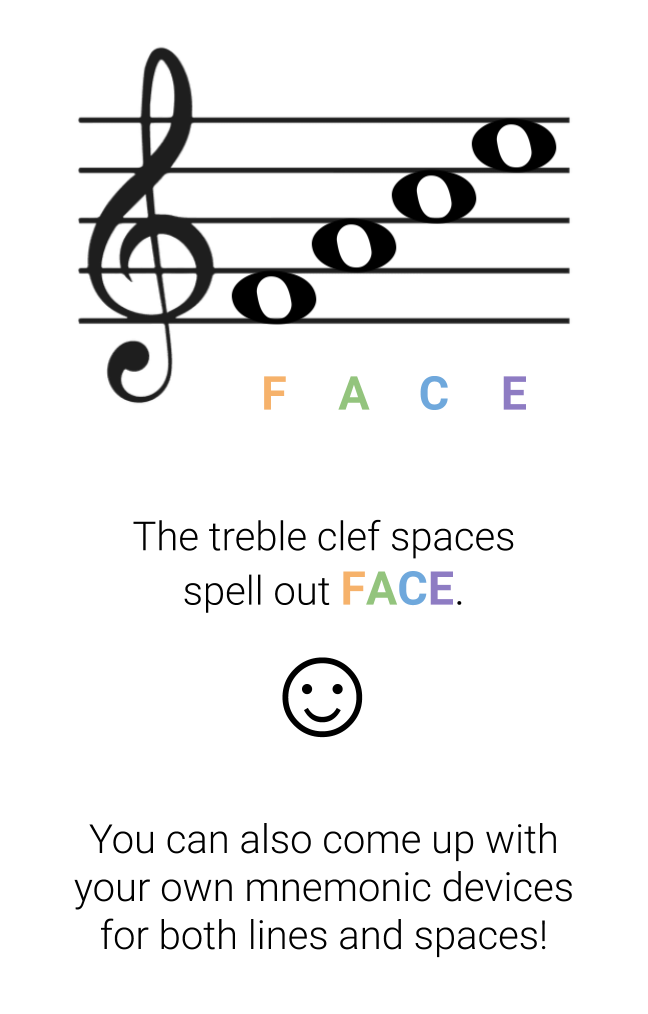 F A C E
The treble clef spaces
spell out FACE.
You can also come up with
your own mnemonic devices
for both lines and spaces!